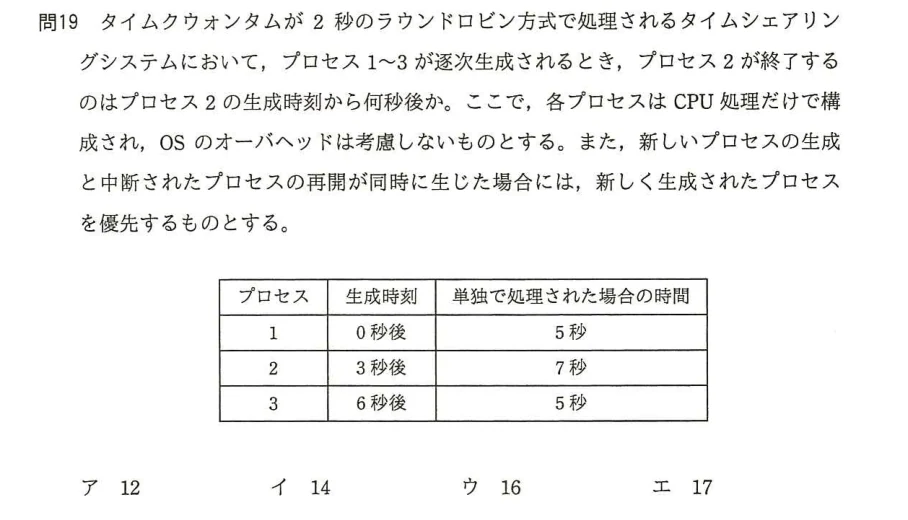 問19 タイムクウォンタムが 2 秒のラウンドロビン方式で処理されるタイムシェアリン
グシステムにおいて，プロセス 1～3 が逐次生成されるとき，プロセス 2 が終了する
のはプロセス 2 の生成時刻から何秒後か。ここで，各プロセスは CPU 処理だけで構
成され，OS のオーバヘッドは考慮しないものとする。また，新しいプロセスの生成
と中断されたプロセスの再開が同時に生じた場合には，新しく生成されたプロセス
を優先するものとする。
プロセス 生成時刻 単独で処理された場合の時間
1 0 秒後 5 秒
2 3 秒後 7 秒
3 6 秒後 5 秒
ア 12 イ 14 ウ 16 エ 17